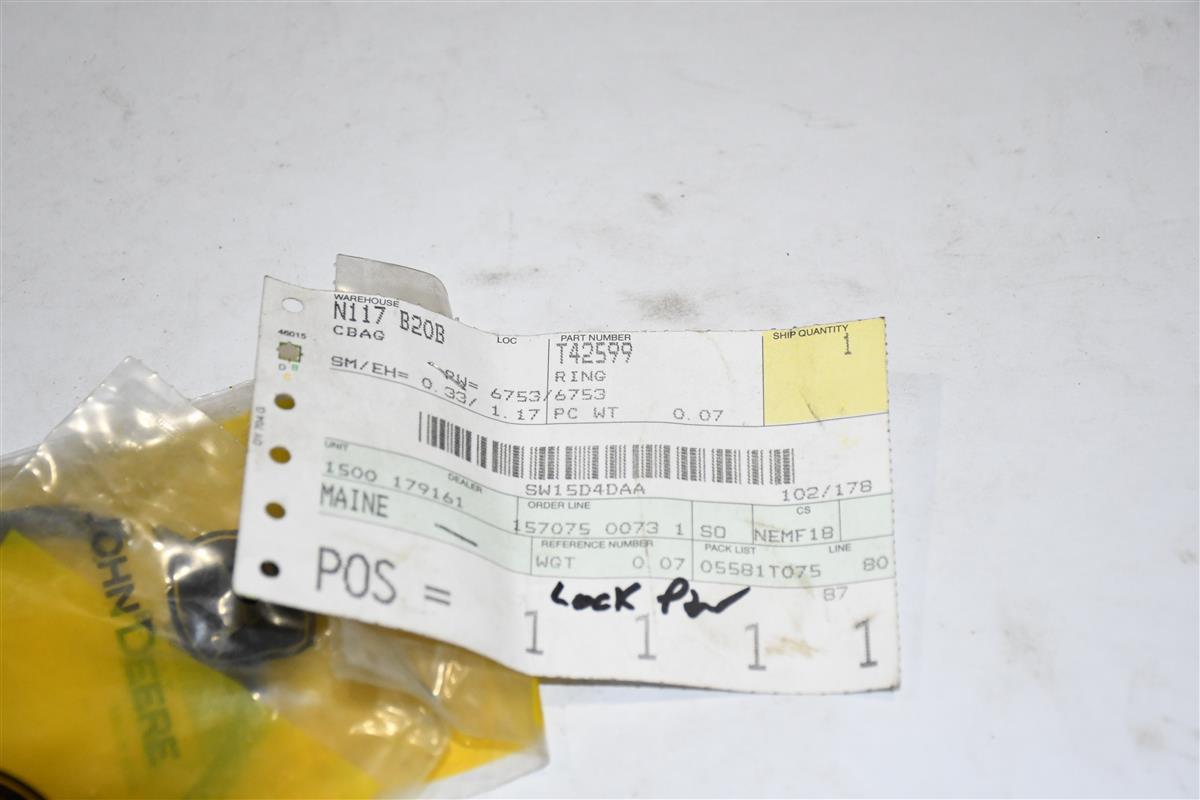 WAREHOUSE
N117 B20B
CBAG
LOC
PART NUMBER
T42599
RING
SHIP QUANTITY
1
46015
D B
C
RW= 6753/6753
SM/EH= 0.33/ 1.17
PC WT 0.07
DY 704 G
SW15D4DAA
102/178
UNIT
DEALER
1500 179161
MAINE
ORDER LINE
157075 0073 1
SO
CS
NEMF18
REFERENCE NUMBER
WGT 0.07
PACK LIST
LINE
05581T075 80
87
POS =
Lock
1 1 1 1
JOHN DEERE